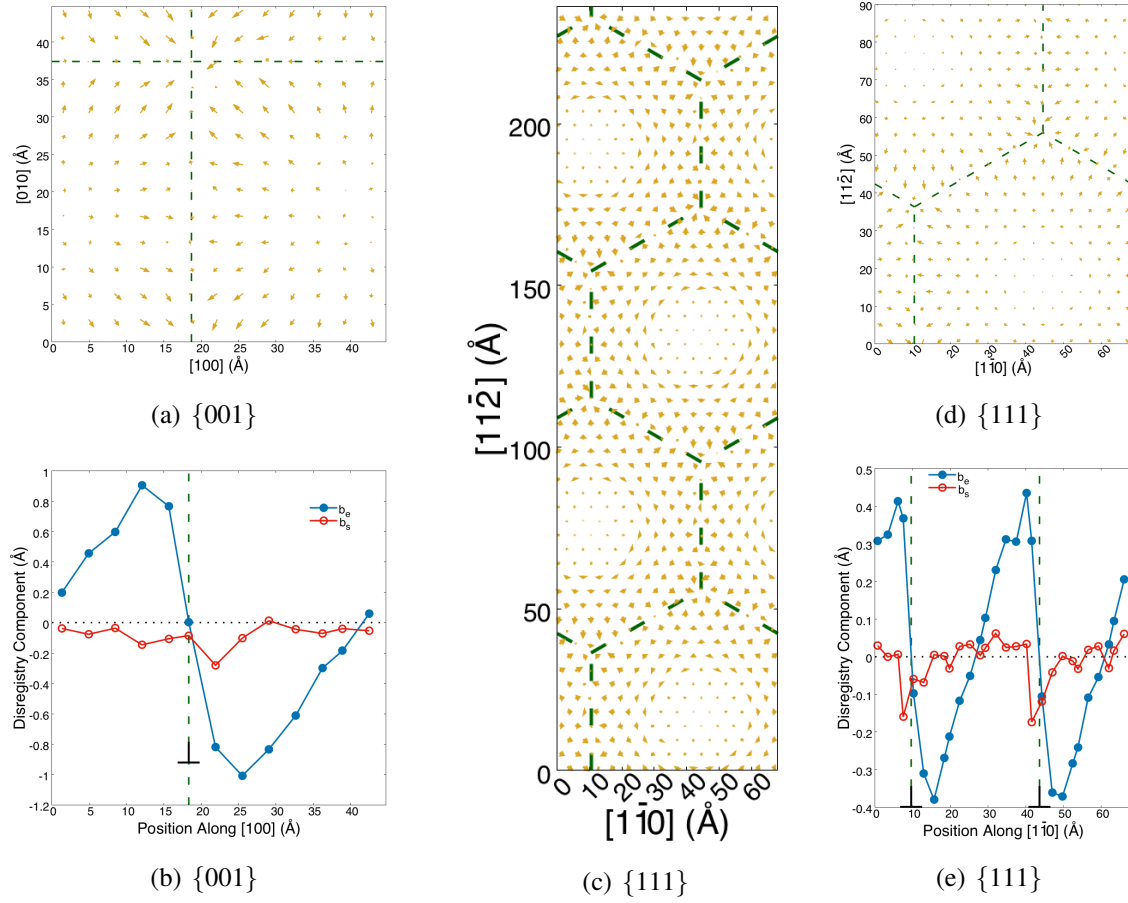 40
35
30
25
20
15
10
5
0
[010] (Å)
0 5 10 15 20 25 30 35 40
[100] (Å)
(a) {001}
1
0.8
0.6
0.4
0.2
0
-0.2
-0.4
-0.6
-0.8
-1
-1.2
Disregistry Component (Å)
b_e
b_s
0 5 10 15 20 25 30 35 40
Position Along [100] (Å)
(b) {001}
200
150
100
50
0
[11̄2] (Å)
0 10 20 30 40 50 60
[11̄0] (Å)
(c) {111}
90
80
70
60
50
40
30
20
10
0
[112̄] (Å)
0 10 20 30 40 50 60
[11̄0] (Å)
(d) {111}
0.5
0.4
0.3
0.2
0.1
0
-0.1
-0.2
-0.3
-0.4
Disregistry Component (Å)
b_e
b_s
0 10 20 30 40 50 60
Position Along [11̄0] (Å)
(e) {111}